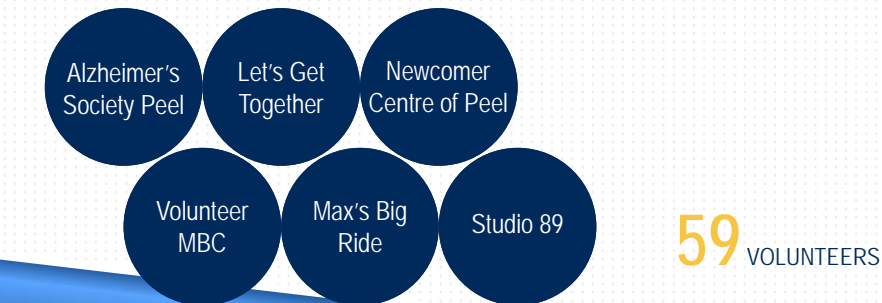 Alzheimer's
Society Peel
Let's Get
Together
Newcomer
Centre of Peel
Volunteer
MBC
Max's Big
Ride
Studio 89
59 VOLUNTEERS